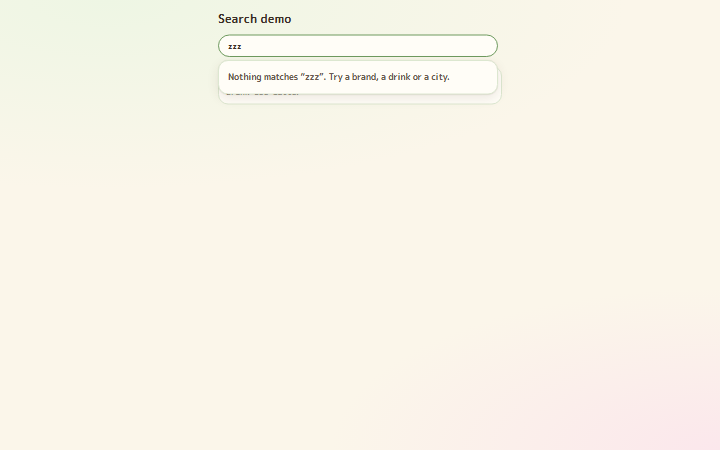 Search demo
zzz
Nothing matches “zzz”. Try a brand, a drink or a city.